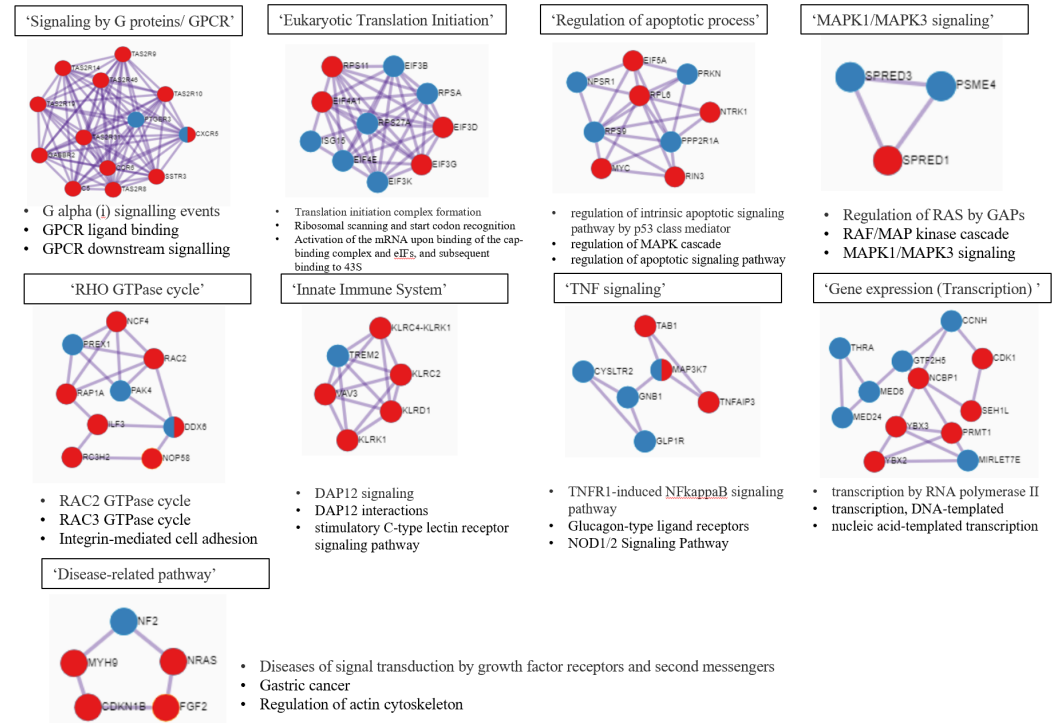 'Signaling by G proteins/ GPCR'
TAS2R9
TAS2R14
TAS2R46
TAS2R10
PTGER3
CXCR5
SSTR3
TAS2R8
• G alpha (i) signalling events
• GPCR ligand binding
• GPCR downstream signalling
'Eukaryotic Translation Initiation'
RPS11
EIF3B
RPSA
EIF4A1
RPS27A
EIF3D
ISG15
EIF4E
EIF3G
EIF3K
• Translation initiation complex formation
• Ribosomal scanning and start codon recognition
• Activation of the mRNA upon binding of the cap-
binding complex and eIFs, and subsequent
binding to 43S
'Regulation of apoptotic process'
EIF5A
PRKN
NPSR1
RPL6
NTRK1
RPS9
PPP2R1A
MYC
RIN3
• regulation of intrinsic apoptotic signaling
pathway by p53 class mediator
• regulation of MAPK cascade
• regulation of apoptotic signaling pathway
'MAPK1/MAPK3 signaling'
SPRED3
PSME4
SPRED1
• Regulation of RAS by GAPs
• RAF/MAP kinase cascade
• MAPK1/MAPK3 signaling
'RHO GTPase cycle'
NCF4
PREX1
RAC2
RAP1A
PAK4
ILF3
DDX6
RC3H2
NOP58
• RAC2 GTPase cycle
• RAC3 GTPase cycle
• Integrin-mediated cell adhesion
'Innate Immune System'
KLRC4-KLRK1
TREM2
KLRC2
VAV3
KLRD1
KLRK1
• DAP12 signaling
• DAP12 interactions
• stimulatory C-type lectin receptor
signaling pathway
'TNF signaling'
TAB1
CYSLTR2
MAP3K7
GNB1
TNFAIP3
GLP1R
• TNFR1-induced NFkappaB signaling
pathway
• Glucagon-type ligand receptors
• NOD1/2 Signaling Pathway
'Gene expression (Transcription) '
CCNH
THRA
GTF2H5
CDK1
NCBP1
MED6
MED24
SEH1L
YBX3
PRMT1
YBX2
MIRLET7E
• transcription by RNA polymerase II
• transcription, DNA-templated
• nucleic acid-templated transcription
'Disease-related pathway'
NF2
MYH9
NRAS
CDKN1B
FGF2
• Diseases of signal transduction by growth factor receptors and second messengers
• Gastric cancer
• Regulation of actin cytoskeleton